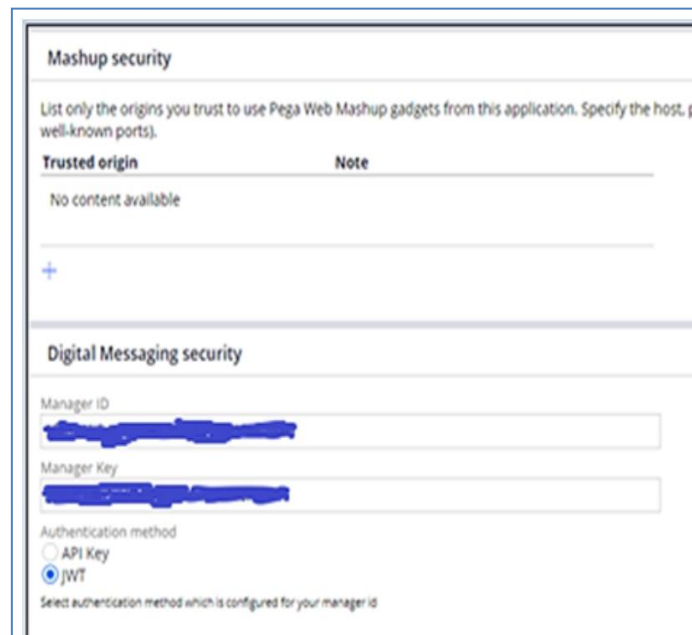 Mashup security
List only the origins you trust to use Pega Web Mashup gadgets from this application. Specify the host, p
well-known ports).
Trusted origin Note
No content available
+
Digital Messaging security
Manager ID
Manager Key
Authentication method
API Key
JWT
Select authentication method which is configured for your manager id